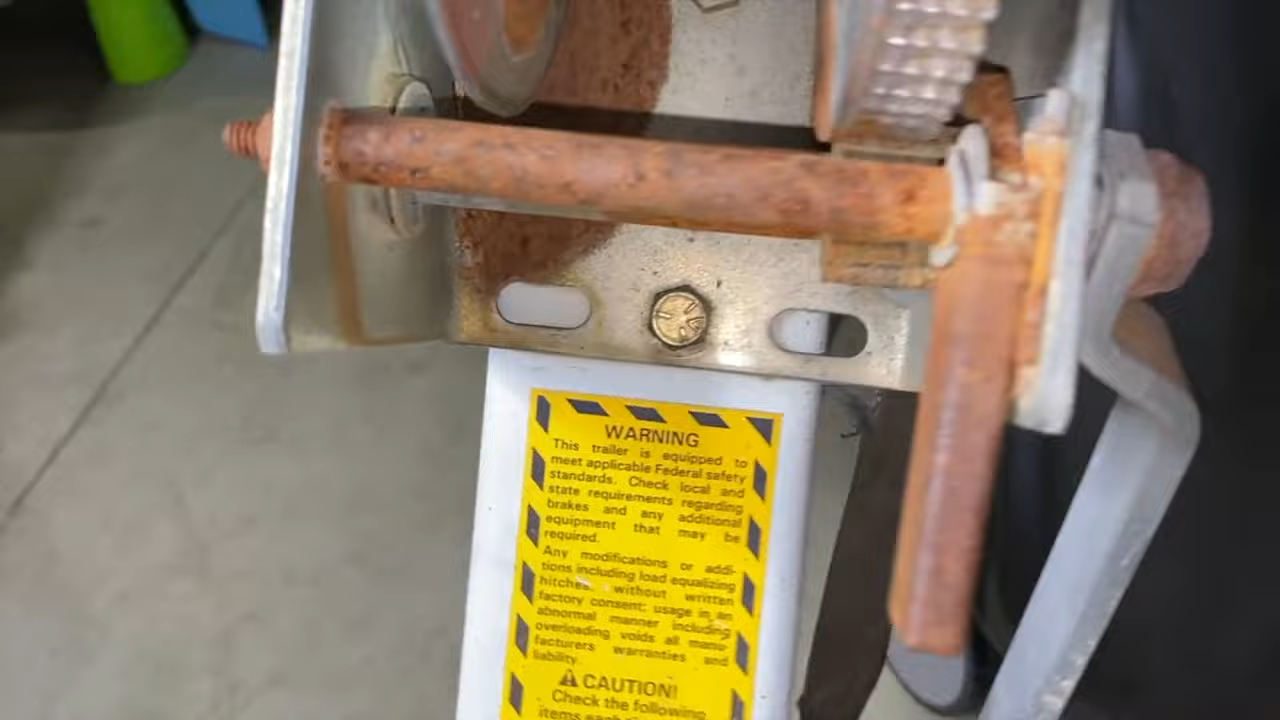 WARNING
This trailer is equipped to
meet applicable Federal safety
standards. Check local and
state requirements regarding
brakes and any additional
equipment that may be
required.
Any modifications or addi-
tions including load equalizing
hitches without written
factory consent; usage in an
abnormal manner including
overloading voids all manu-
facturers warranties and
liability.
CAUTION!
Check the following
items each